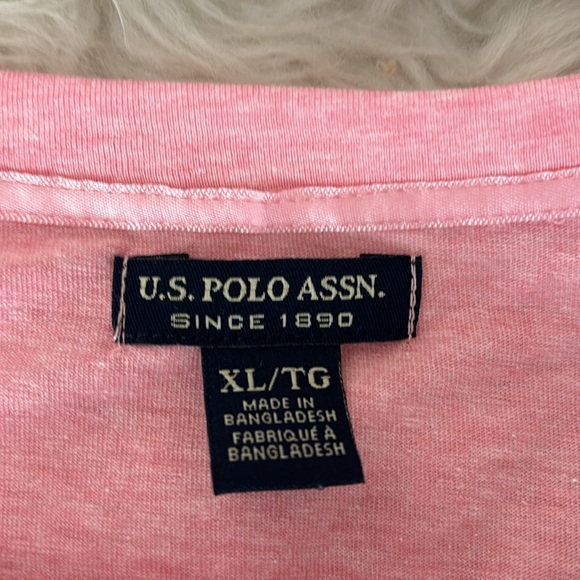 U.S. POLO ASSN.
SINCE 1890
XL/TG
MADE IN
BANGLADESH
FABRIQUÉ À
BANGLADESH